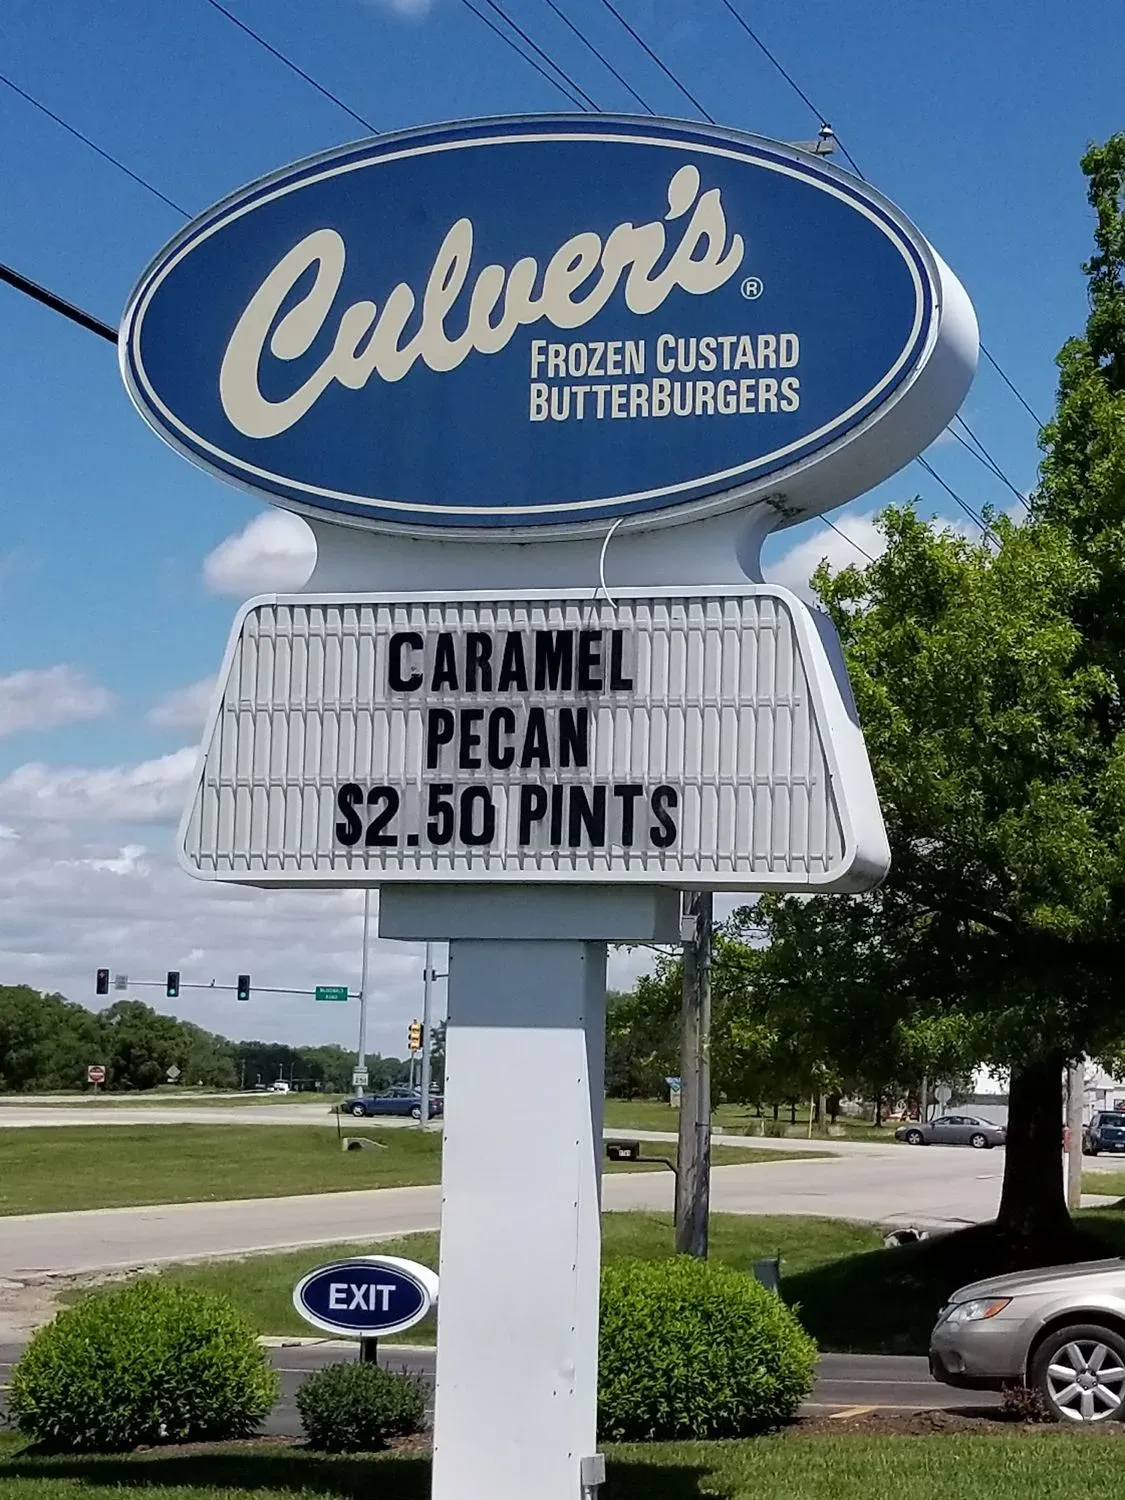 Culver's®
FROZEN CUSTARD
BUTTERBURGERS
CARAMEL
PECAN
$2.50 PINTS
EXIT